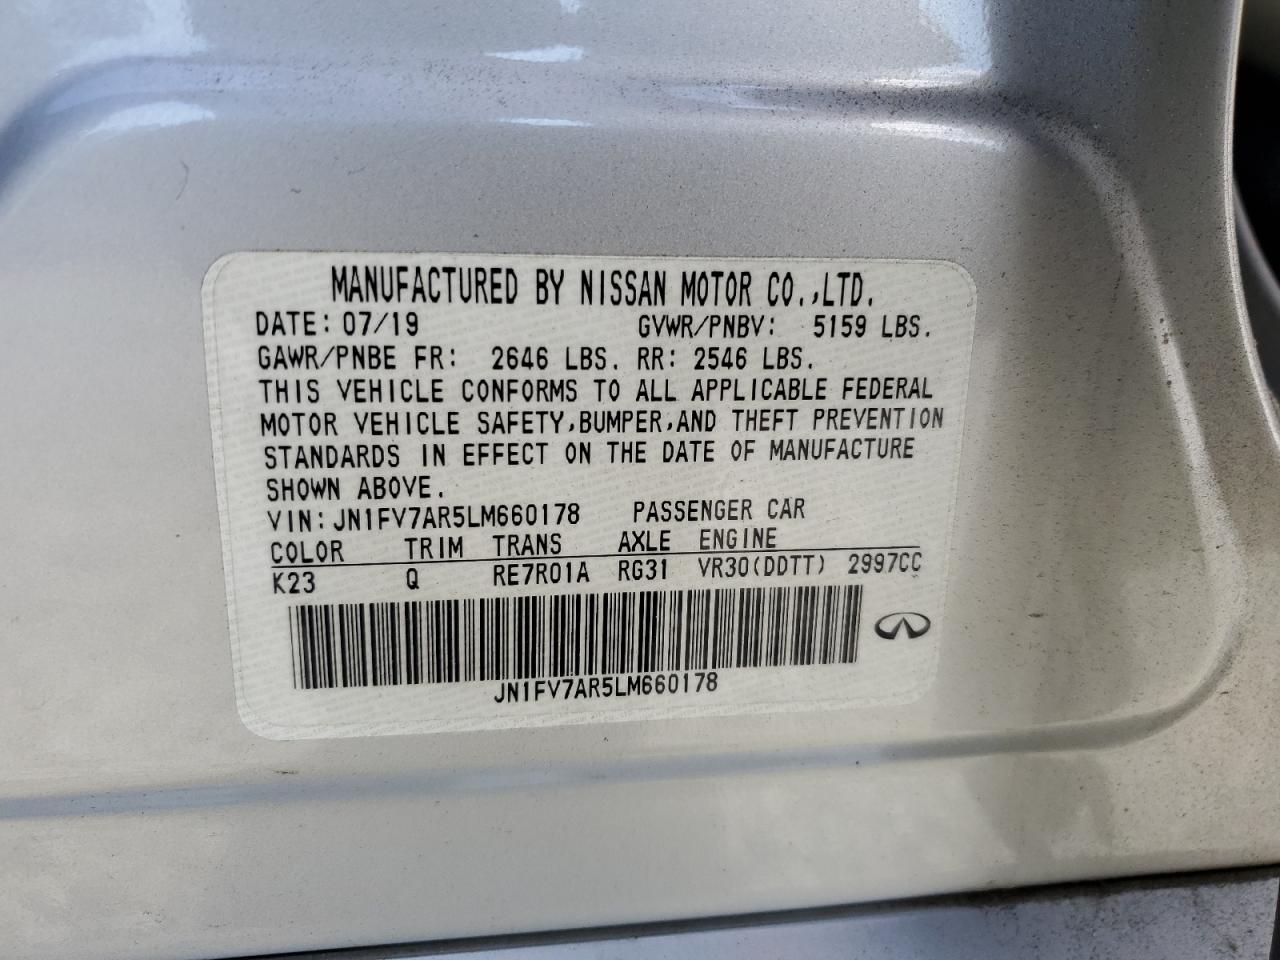 MANUFACTURED BY NISSAN MOTOR CO.,LTD.
DATE: 07/19 GVWR/PNBV: 5159 LBS.
GAWR/PNBE FR: 2646 LBS. RR: 2546 LBS.
THIS VEHICLE CONFORMS TO ALL APPLICABLE FEDERAL
MOTOR VEHICLE SAFETY,BUMPER,AND THEFT PREVENTION
STANDARDS IN EFFECT ON THE DATE OF MANUFACTURE
SHOWN ABOVE.
VIN: JN1FV7AR5LM660178 PASSENGER CAR
COLOR TRIM TRANS AXLE ENGINE
K23 Q RE7R01A RG31 VR30(DDTT) 2997CC
JN1FV7AR5LM660178